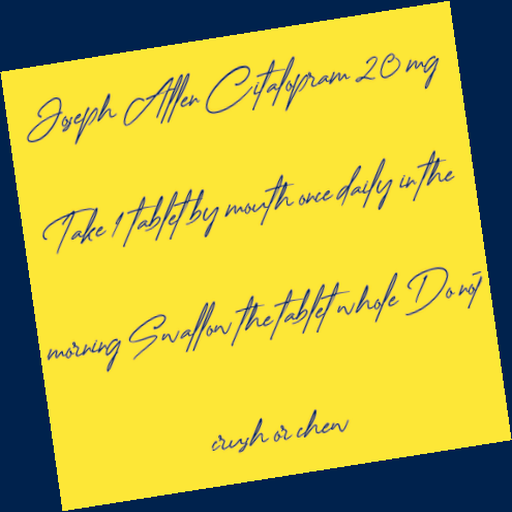 Joseph Allen Citalopram 20 mg
Take 1 tablet by mouth once daily in the
morning Swallow the tablet whole Do not
crush or chew